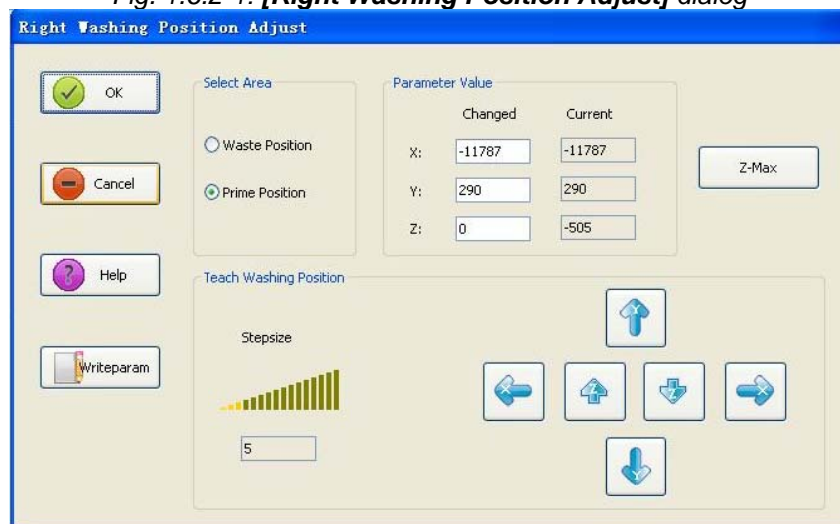 Fig. 1.3.2-1: [Right Washing Position Adjust] dialog
Right Washing Position Adjust
OK
Cancel
Help
Writeparam
Select Area
Waste Position
Prime Position
Parameter Value
Changed Current
X: -11787 -11787
Y: 290 290
Z: 0 -505
Z-Max
Teach Washing Position
Stepsize
5
Y
X Z Z X
Y